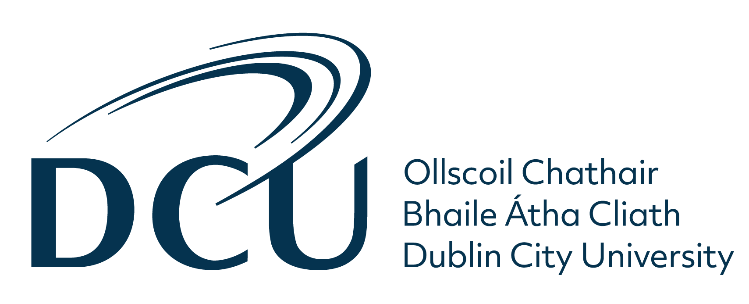 DCU
Ollscoil Chathair
Bhaile Átha Cliath
Dublin City University